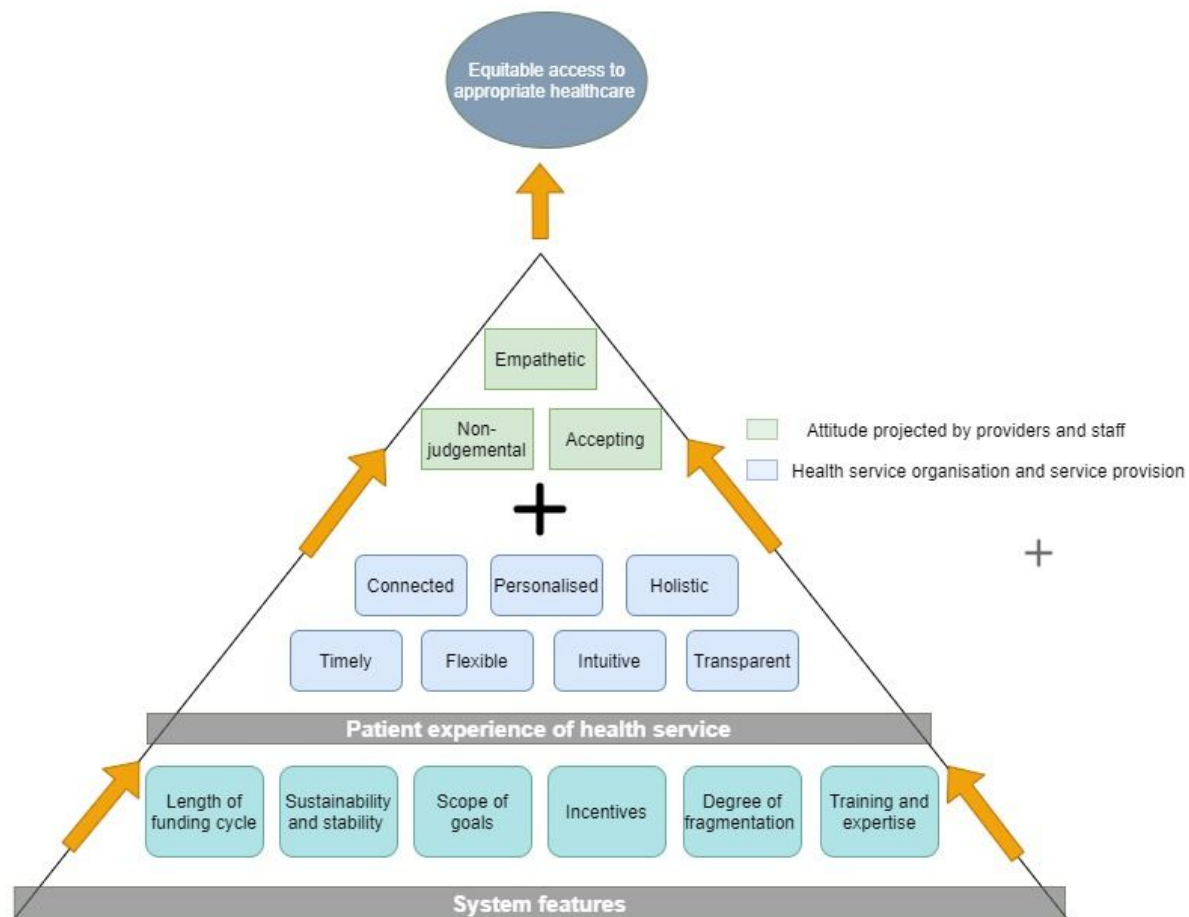 Equitable access to
appropriate healthcare
Empathetic
Non-
judgemental
Accepting
Attitude projected by providers and staff
Health service organisation and service provision
Connected
Personalised
Holistic
Timely
Flexible
Intuitive
Transparent
Patient experience of health service
Length of
funding cycle
Sustainability
and stability
Scope of
goals
Incentives
Degree of
fragmentation
Training and
expertise
System features